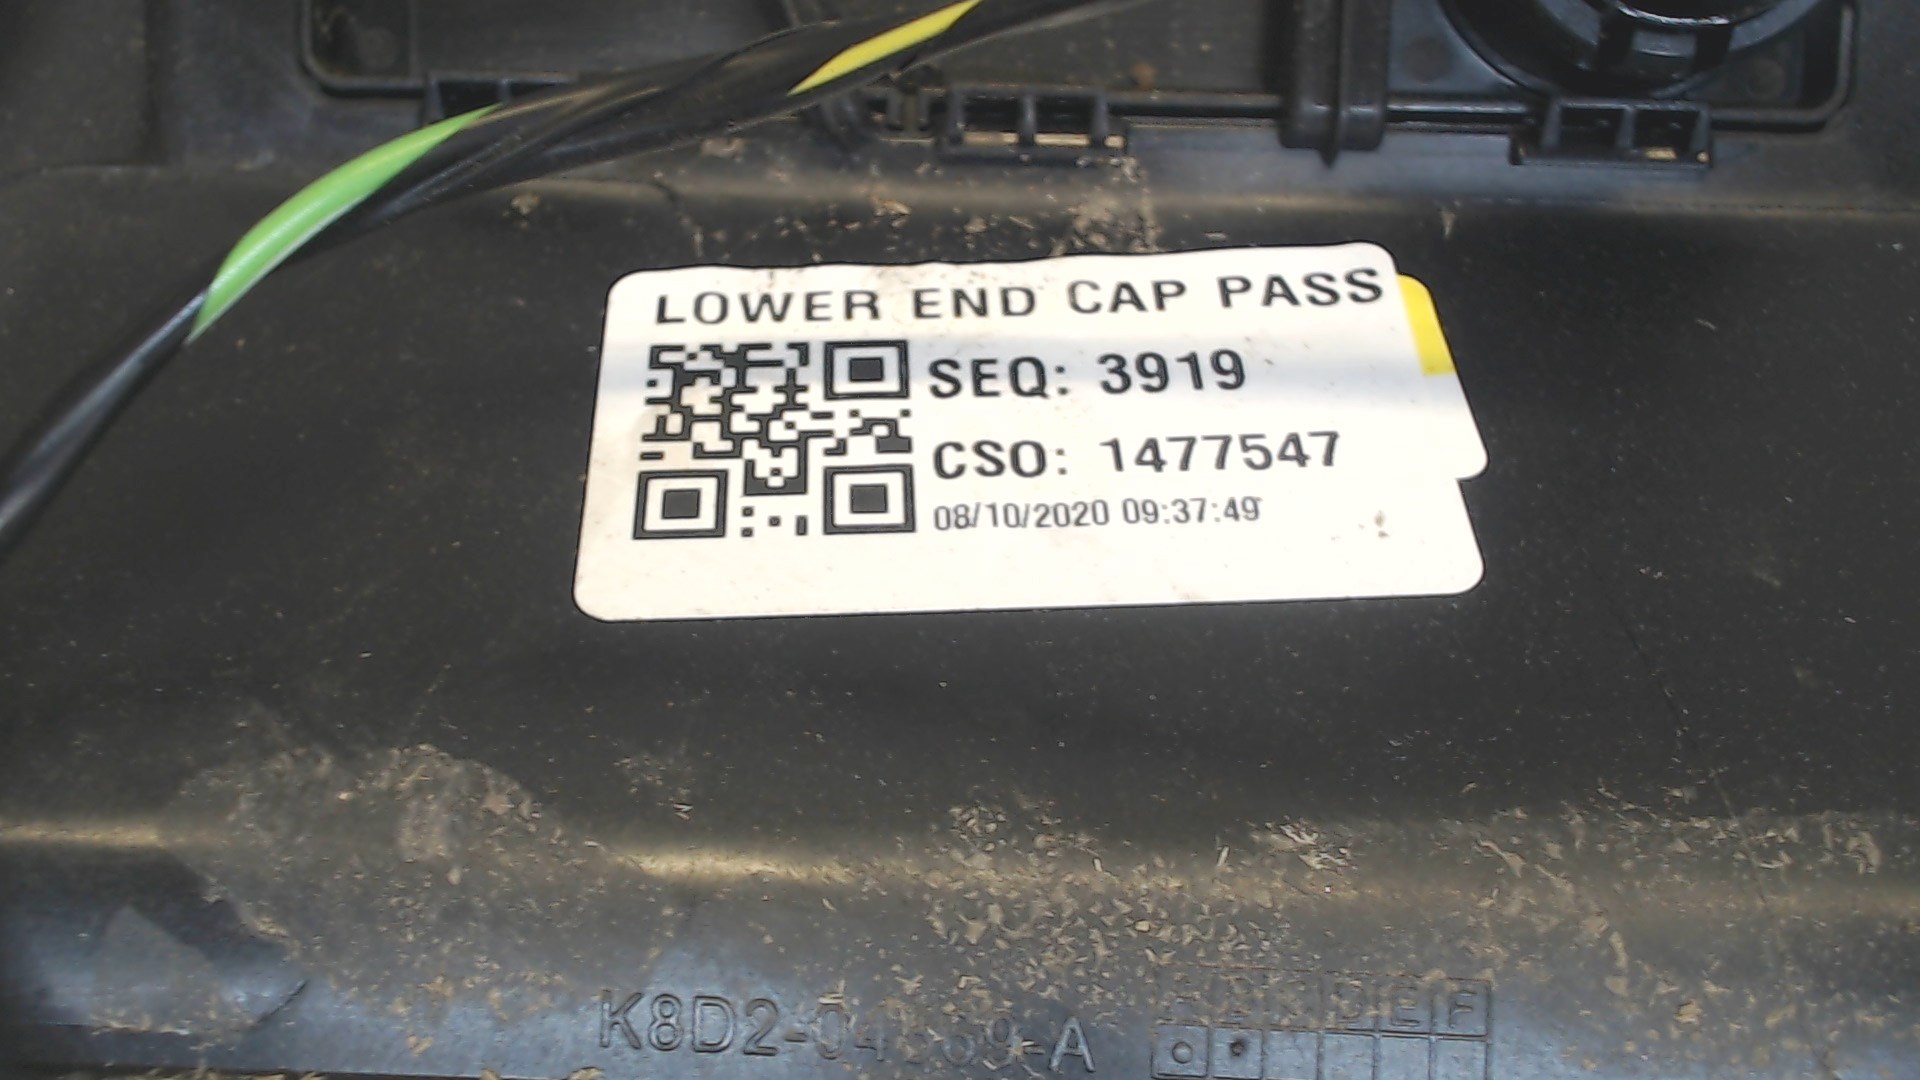 LOWER END CAP PASS
SEQ: 3919
CSO: 1477547
08/10/2020 09:37:49